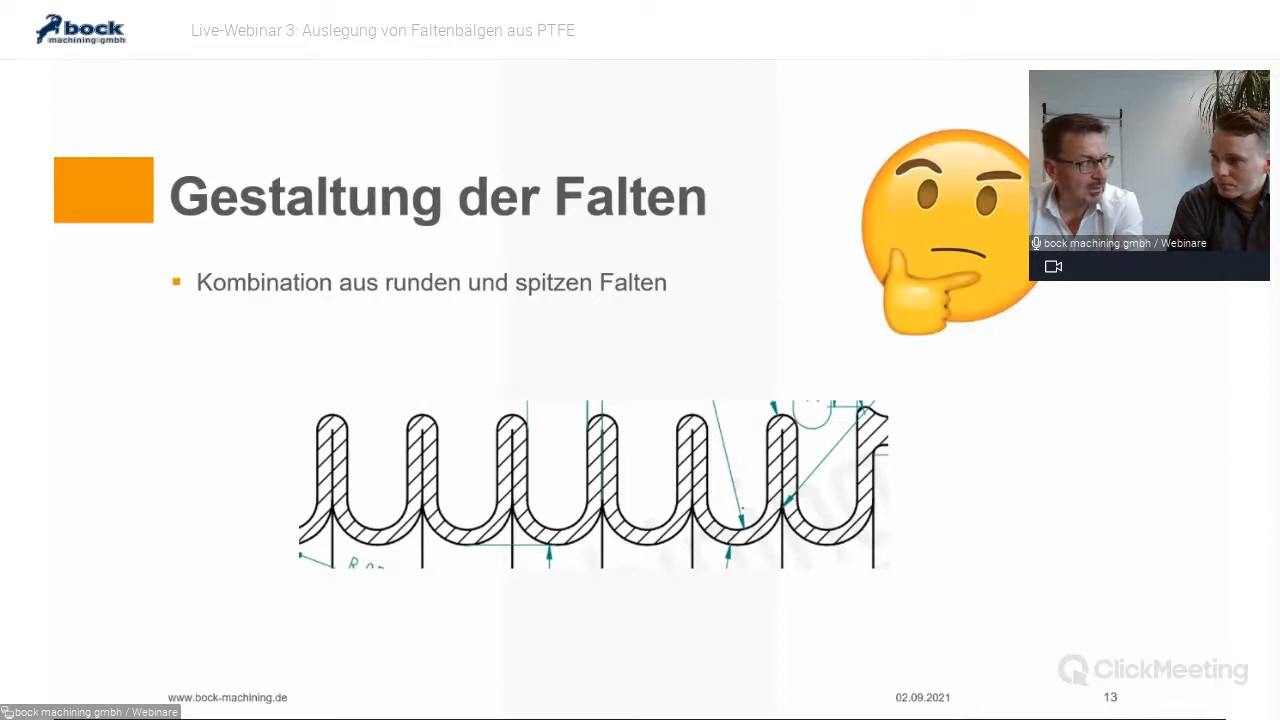 bock
machining gmbh
Live-Webinar 3: Auslegung von Faltenbälgen aus PTFE
Gestaltung der Falten
Kombination aus runden und spitzen Falten
bock machining gmbh / Webinare
ClickMeeting
www.bock-machining.de
02.09.2021
13
bock machining gmbh / Webinare